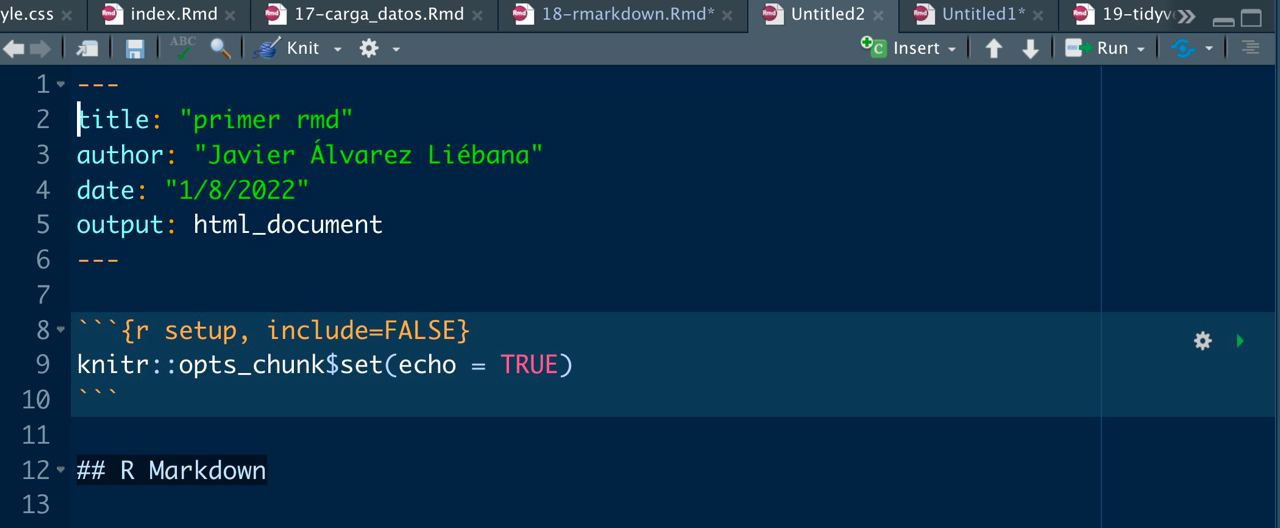 yle.css index.Rmd 17-carga_datos.Rmd 18-rmarkdown.Rmd* Untitled2 Untitled1* 19-tidyv
ABC Knit Insert Run
1 ---
2 title: "primer rmd"
3 author: "Javier Álvarez Liébana"
4 date: "1/8/2022"
5 output: html_document
6 ---
7
8 ```{r setup, include=FALSE}
9 knitr::opts_chunk$set(echo = TRUE)
10 ```
11
12 ## R Markdown
13